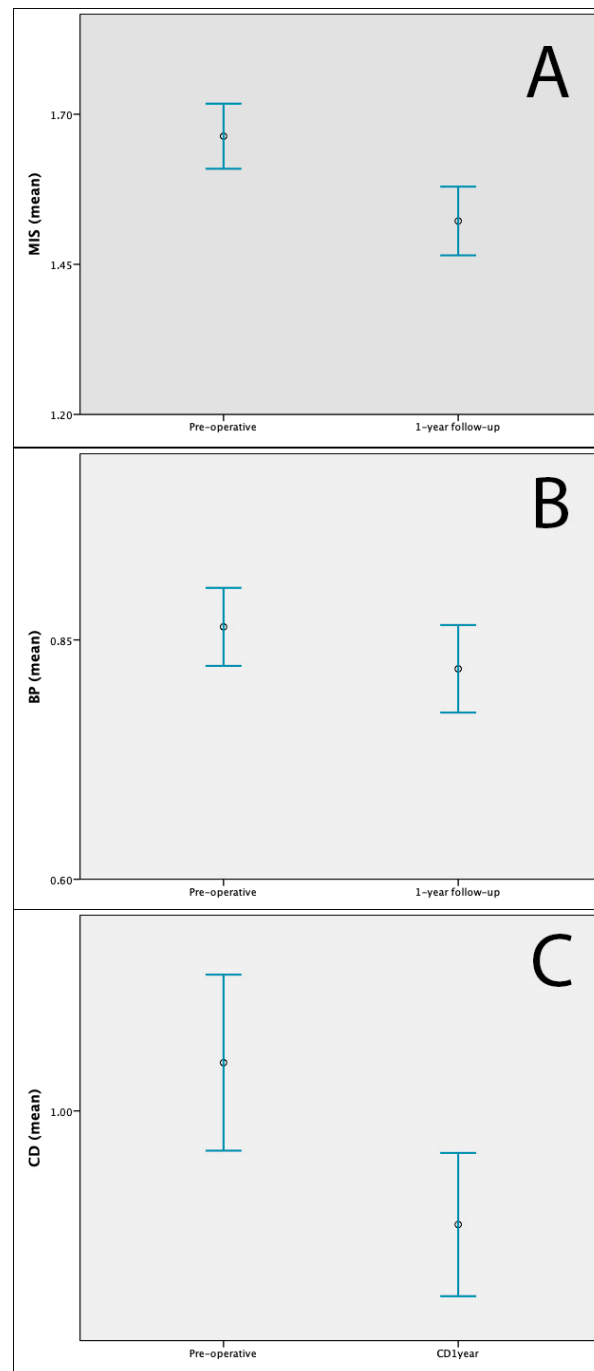 A
MIS (mean)
1.70
1.45
1.20
Pre-operative 1-year follow-up
B
BP (mean)
0.85
0.60
Pre-operative 1-year follow-up
C
CD (mean)
1.00
Pre-operative CD1year